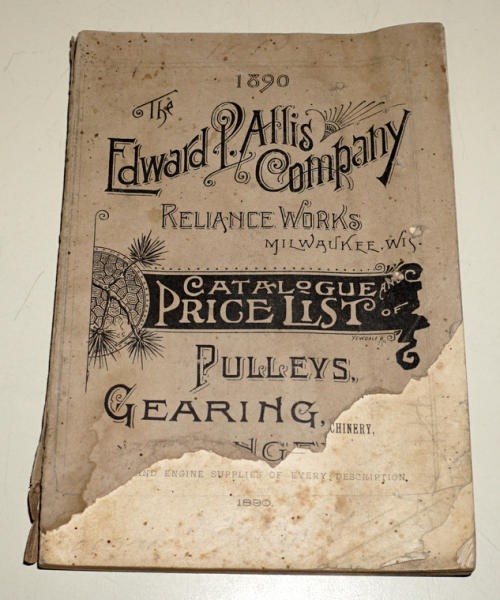 1890
The
Edward P. Allis
Company
RELIANCE WORKS
MILWAUKEE, WIS.
CATALOGUE AND
PRICE LIST OF
YEWDALE
PULLEYS,
GEARING,
CHINERY,
AND ENGINE SUPPLIES OF EVERY DESCRIPTION.
1890.